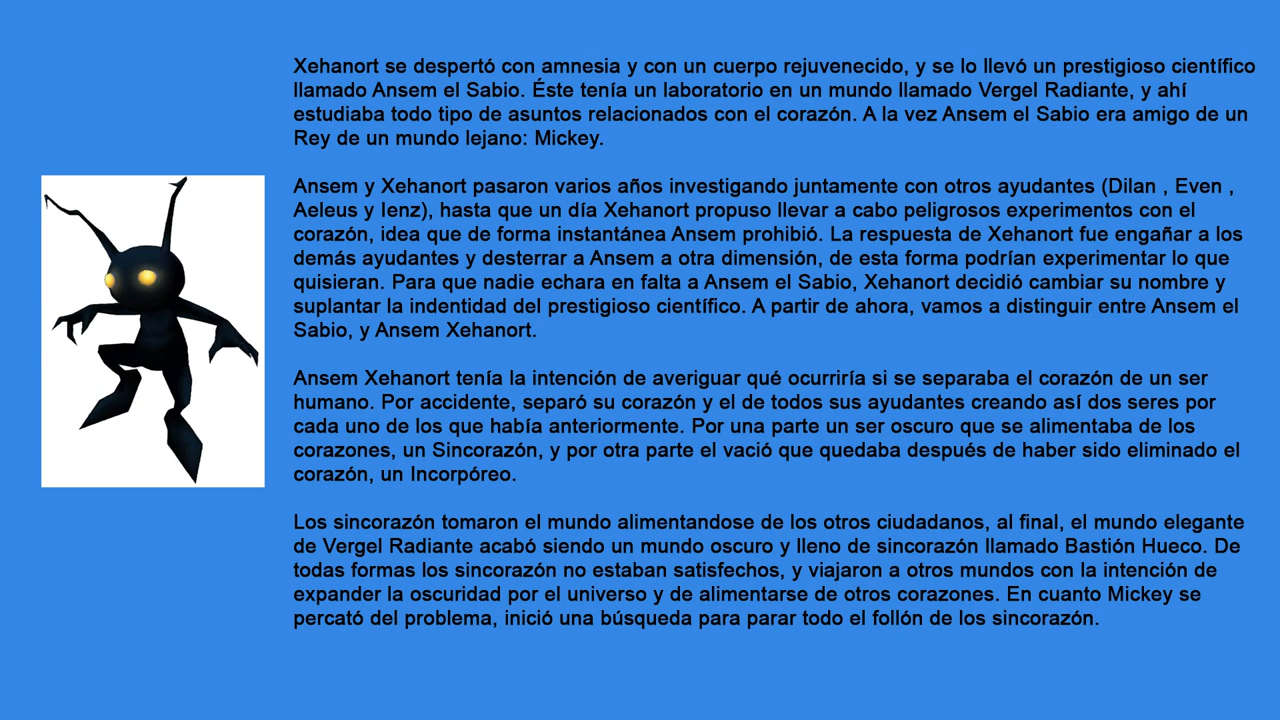 Xehanort se despertó con amnesia y con un cuerpo rejuvenecido, y se lo llevó un prestigioso científico
llamado Ansem el Sabio. Éste tenía un laboratorio en un mundo llamado Vergel Radiante, y ahí
estudiaba todo tipo de asuntos relacionados con el corazón. A la vez Ansem el Sabio era amigo de un
Rey de un mundo lejano: Mickey.
Ansem y Xehanort pasaron varios años investigando juntamente con otros ayudantes (Dilan , Even ,
Aeleus y Ienz), hasta que un día Xehanort propuso llevar a cabo peligrosos experimentos con el
corazón, idea que de forma instantánea Ansem prohibió. La respuesta de Xehanort fue engañar a los
demás ayudantes y desterrar a Ansem a otra dimensión, de esta forma podrían experimentar lo que
quisieran. Para que nadie echara en falta a Ansem el Sabio, Xehanort decidió cambiar su nombre y
suplantar la indentidad del prestigioso científico. A partir de ahora, vamos a distinguir entre Ansem el
Sabio, y Ansem Xehanort.
Ansem Xehanort tenía la intención de averiguar qué ocurriría si se separaba el corazón de un ser
humano. Por accidente, separó su corazón y el de todos sus ayudantes creando así dos seres por
cada uno de los que había anteriormente. Por una parte un ser oscuro que se alimentaba de los
corazones, un Sincorazón, y por otra parte el vació que quedaba después de haber sido eliminado el
corazón, un Incorpóreo.
Los sincorazón tomaron el mundo alimentandose de los otros ciudadanos, al final, el mundo elegante
de Vergel Radiante acabó siendo un mundo oscuro y lleno de sincorazón llamado Bastión Hueco. De
todas formas los sincorazón no estaban satisfechos, y viajaron a otros mundos con la intención de
expander la oscuridad por el universo y de alimentarse de otros corazones. En cuanto Mickey se
percató del problema, inició una búsqueda para parar todo el follón de los sincorazón.